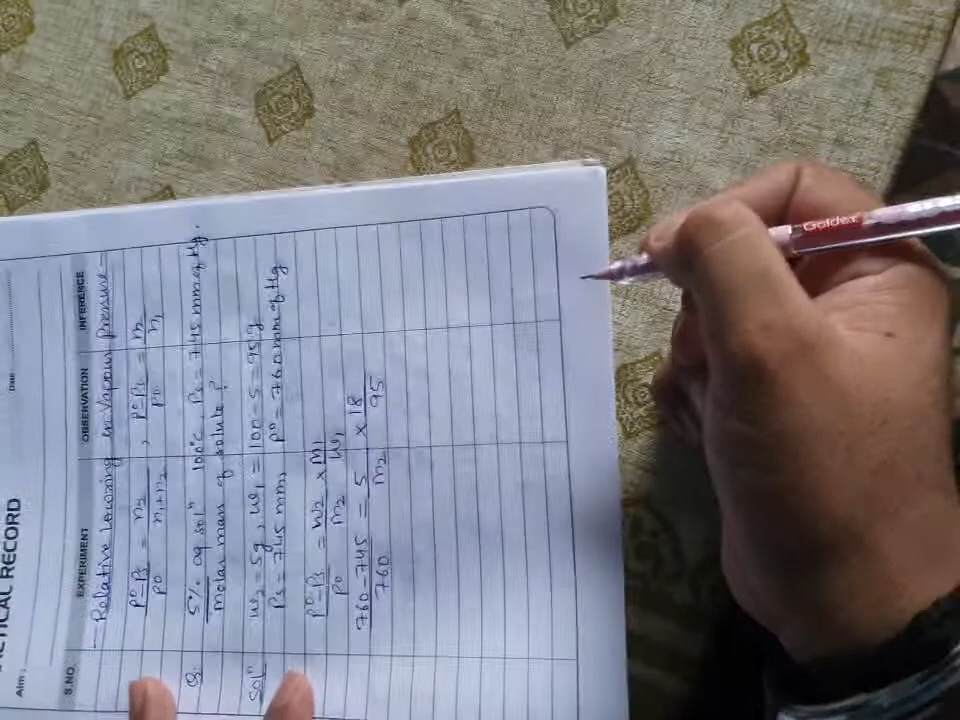 ACTICAL RECORD
Aim :
Date :
S.NO. EXPERIMENT OBSERVATION INFERENCE
- Relative Lowering in Vapour Pressure -
P°-Ps/P° = n2/n1+n2 , P°-Ps/P° = n2/n1
Q: 5% aq solⁿ 100°C, Ps = 745 mm of Hg.
molar mass of solute?
Solⁿ w2 = 5g, w1 = 100-5 = 95g
Ps = 745 mm, P° = 760 mm of Hg
P°-Ps/P° = w2/M2 × M1/w1
760-745/760 = 5/M2 × 18/95
Goldex